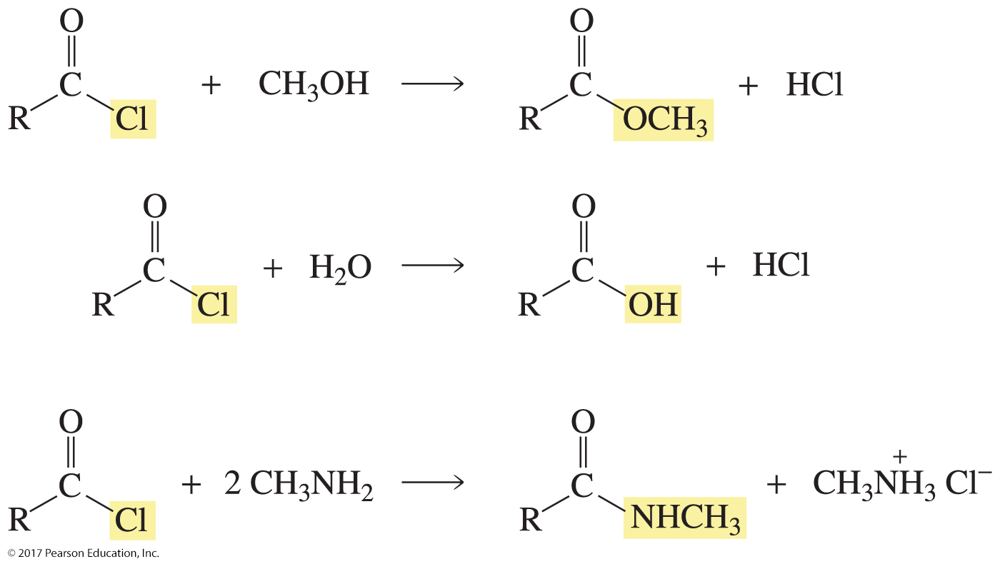 O O
C + CH₃OH ⟶ C + HCl
R Cl R OCH₃
O O
C + H₂O ⟶ C + HCl
R Cl R OH
O O +
C + 2 CH₃NH₂ ⟶ C + CH₃NH₃ Cl⁻
R Cl R NHCH₃
© 2017 Pearson Education, Inc.